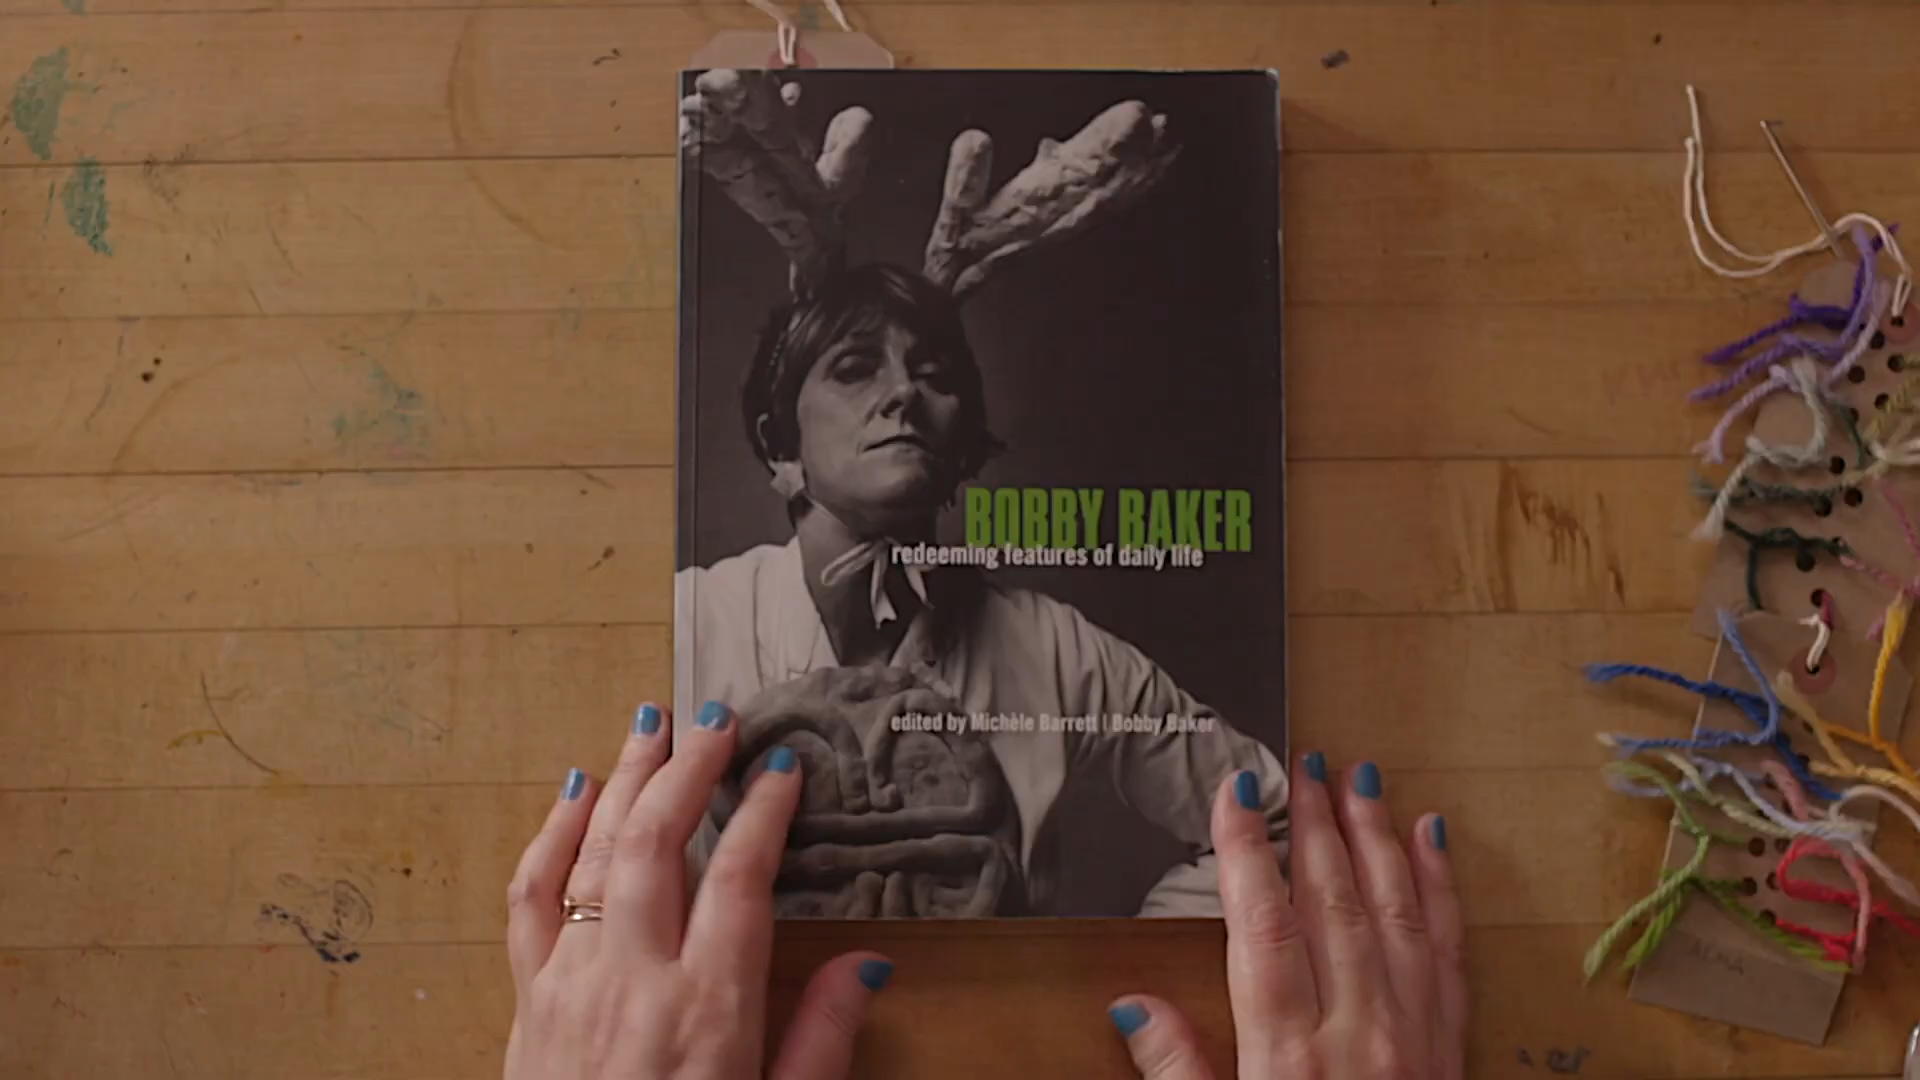 BOBBY BAKER
redeeming features of daily life
edited by Michèle Barrett | Bobby Baker